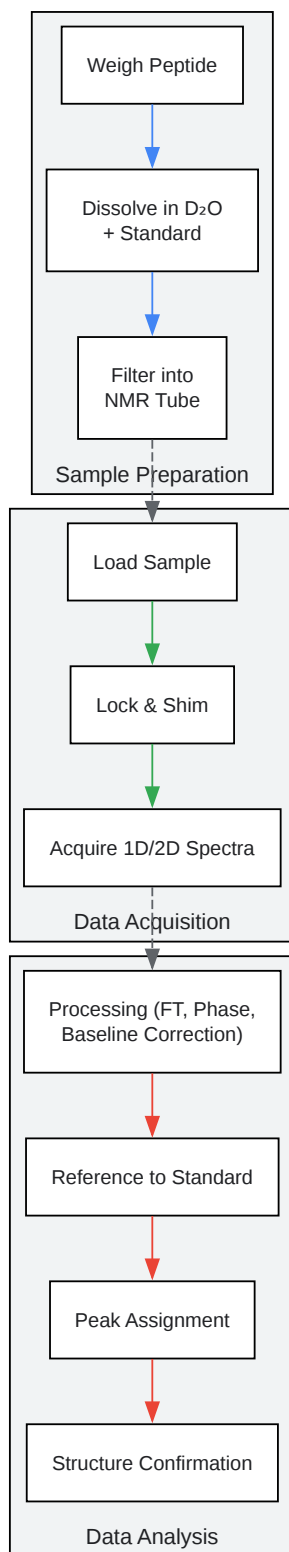 Weigh Peptide
Dissolve in D₂O
+ Standard
Filter into
NMR Tube
Sample Preparation
Load Sample
Lock & Shim
Acquire 1D/2D Spectra
Data Acquisition
Processing (FT, Phase,
Baseline Correction)
Reference to Standard
Peak Assignment
Structure Confirmation
Data Analysis